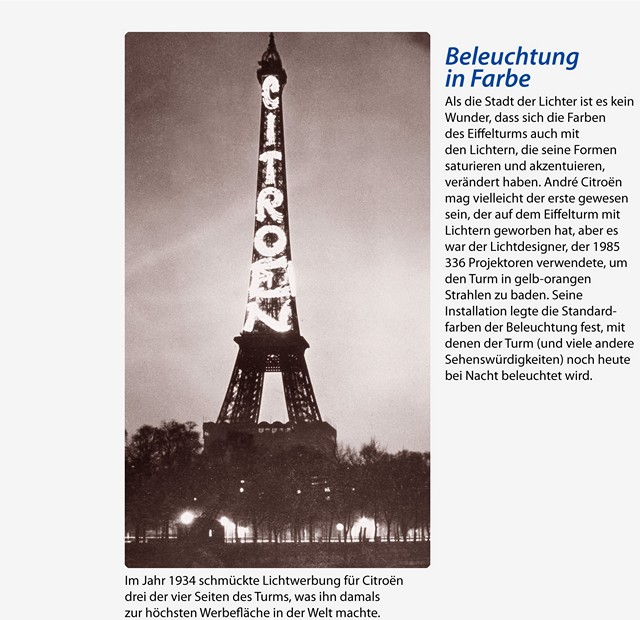 CITROËN
Beleuchtung
in Farbe
Als die Stadt der Lichter ist es kein
Wunder, dass sich die Farben
des Eiffelturms auch mit
den Lichtern, die seine Formen
saturieren und akzentuieren,
verändert haben. André Citroën
mag vielleicht der erste gewesen
sein, der auf dem Eiffelturm mit
Lichtern geworben hat, aber es
war der Lichtdesigner, der 1985
336 Projektoren verwendete, um
den Turm in gelb-orangen
Strahlen zu baden. Seine
Installation legte die Standard-
farben der Beleuchtung fest, mit
denen der Turm (und viele andere
Sehenswürdigkeiten) noch heute
bei Nacht beleuchtet wird.
Im Jahr 1934 schmückte Lichtwerbung für Citroën
drei der vier Seiten des Turms, was ihn damals
zur höchsten Werbefläche in der Welt machte.